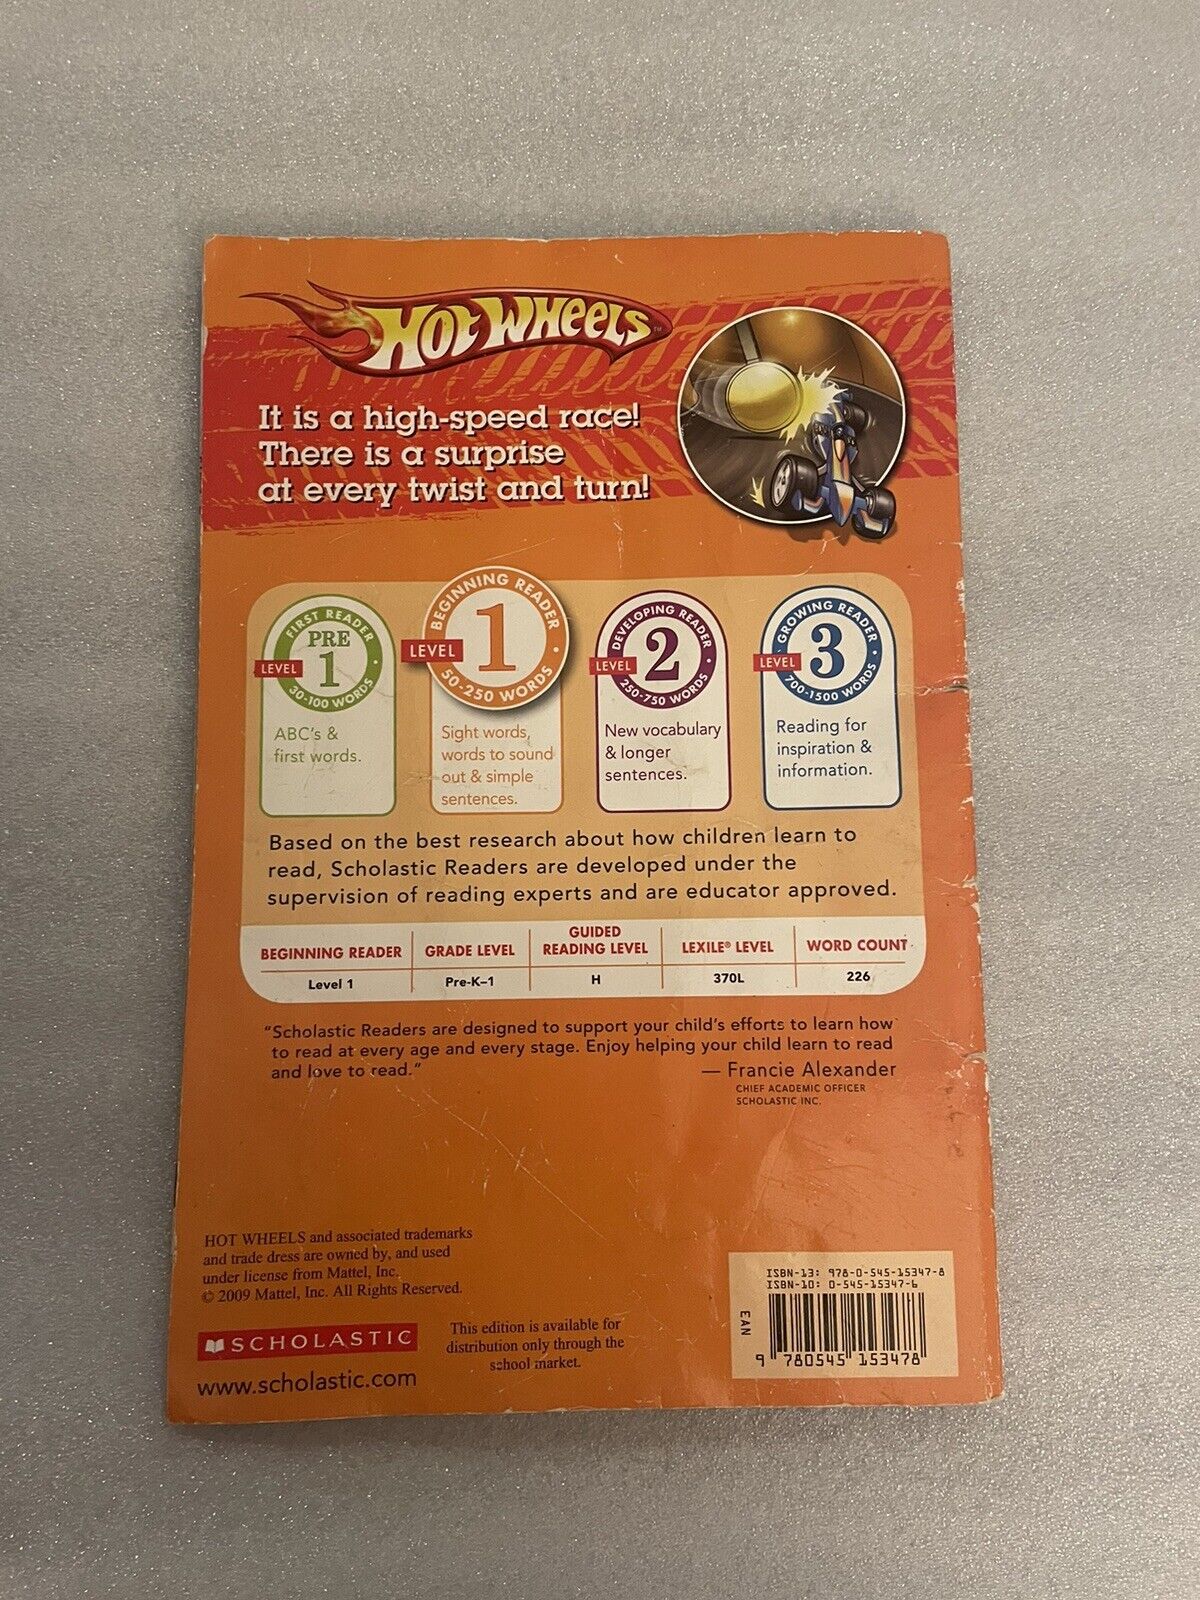 HOT WHEELS™
It is a high-speed race!
There is a surprise
at every twist and turn!
FIRST READER
PRE
LEVEL 1
30-100 WORDS
ABC's &
first words.
BEGINNING READER
LEVEL 1
50-250 WORDS
Sight words,
words to sound
out & simple
sentences.
DEVELOPING READER
LEVEL 2
250-750 WORDS
New vocabulary
& longer
sentences.
GROWING READER
LEVEL 3
700-1500 WORDS
Reading for
inspiration &
information.
Based on the best research about how children learn to
read, Scholastic Readers are developed under the
supervision of reading experts and are educator approved.
BEGINNING READER GRADE LEVEL GUIDED READING LEVEL LEXILE® LEVEL WORD COUNT
Level 1 Pre-K–1 H 370L 226
"Scholastic Readers are designed to support your child's efforts to learn how
to read at every age and every stage. Enjoy helping your child learn to read
and love to read."
— Francie Alexander
CHIEF ACADEMIC OFFICER
SCHOLASTIC INC.
HOT WHEELS and associated trademarks
and trade dress are owned by, and used
under license from Mattel, Inc.
© 2009 Mattel, Inc. All Rights Reserved.
SCHOLASTIC
www.scholastic.com
This edition is available for
distribution only through the
school market.
ISBN-13: 978-0-545-15347-8
ISBN-10: 0-545-15347-6
EAN
9 780545 153478